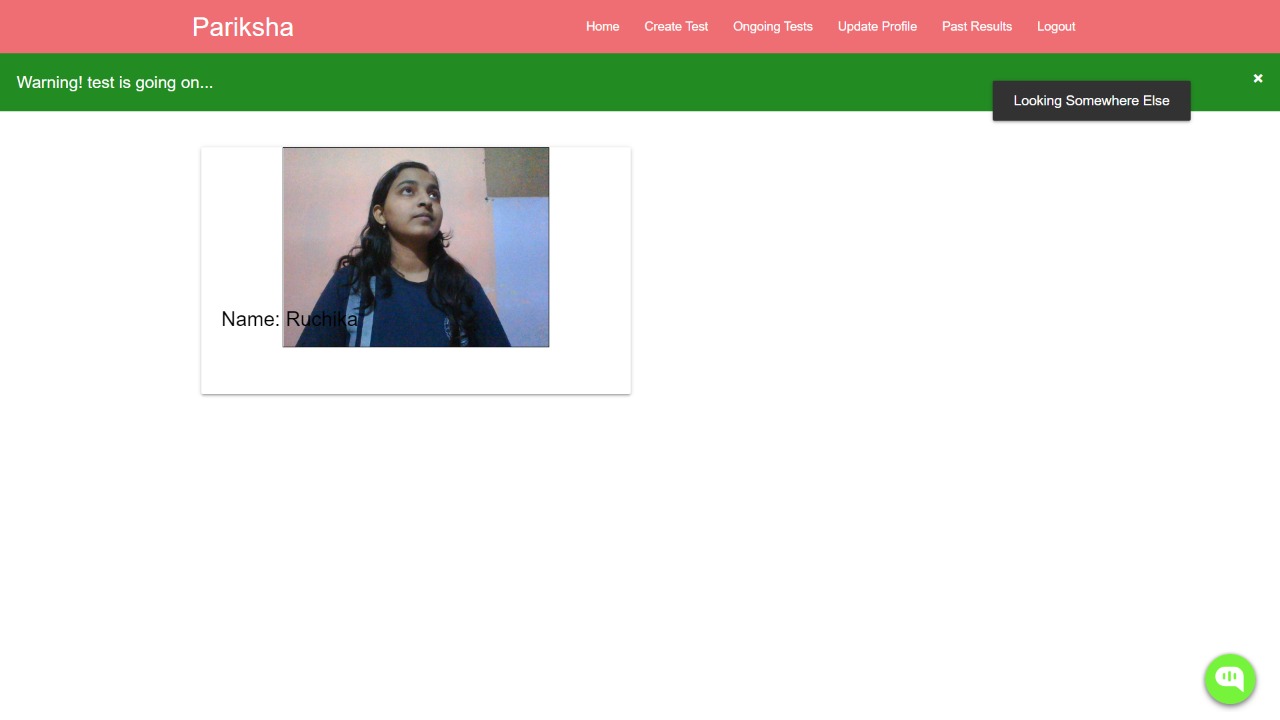 Pariksha
Home Create Test Ongoing Tests Update Profile Past Results Logout
Warning! test is going on...
×
Looking Somewhere Else
Name: Ruchika